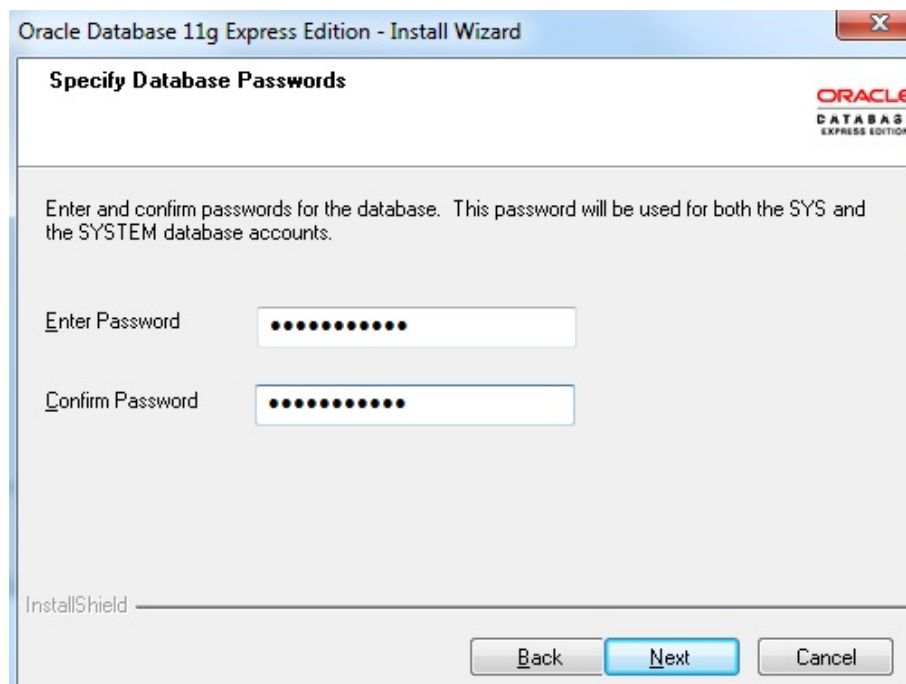 Oracle Database 11g Express Edition - Install Wizard
X
Specify Database Passwords
ORACLE
DATABASE
EXPRESS EDITION
Enter and confirm passwords for the database. This password will be used for both the SYS and
the SYSTEM database accounts.
Enter Password ●●●●●●●●●●●
Confirm Password ●●●●●●●●●●●
InstallShield
Back Next Cancel